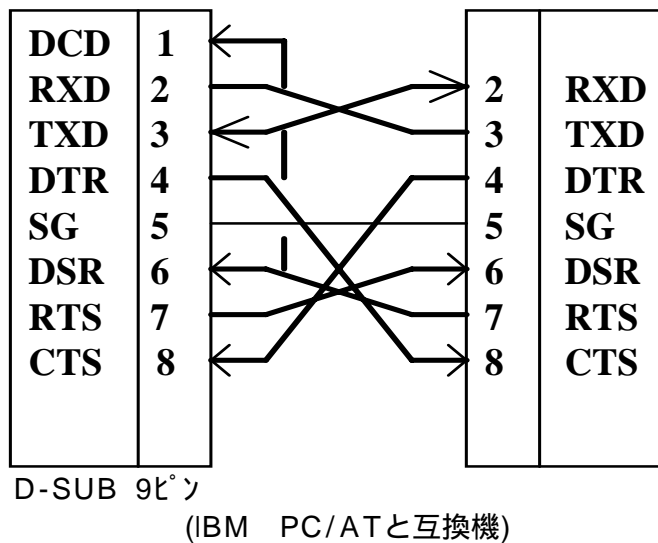 DCD 1
RXD 2 2 RXD
TXD 3 3 TXD
DTR 4 4 DTR
SG 5 5 SG
DSR 6 6 DSR
RTS 7 7 RTS
CTS 8 8 CTS
D-SUB 9ﾋﾟﾝ
(IBM PC/ATと互換機)